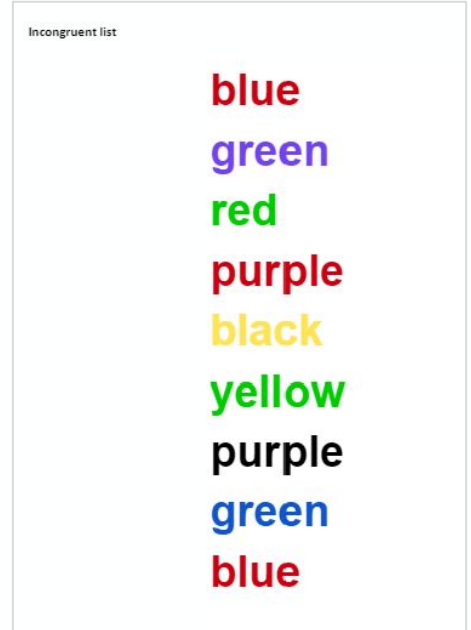 Incongruent list
blue
green
red
purple
black
yellow
purple
green
blue